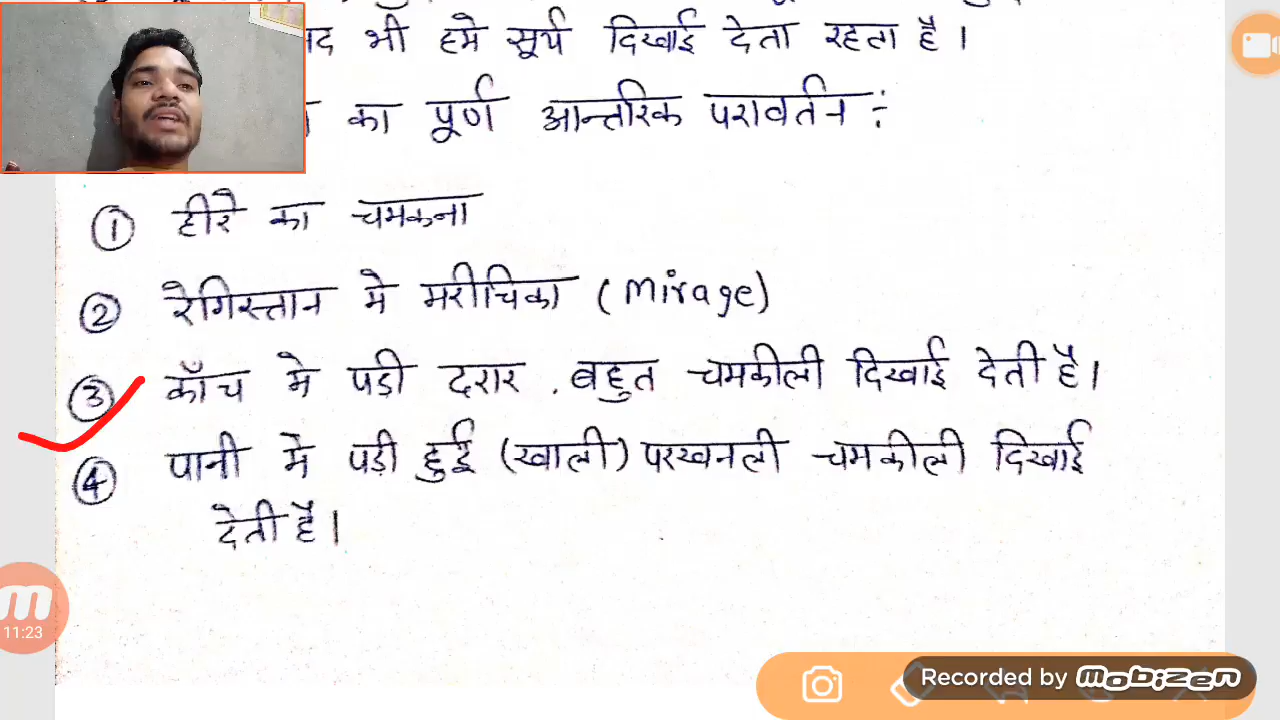 भी हमे सूर्य दिखाई देता रहता है।
का पूर्ण आन्तरिक परावर्तन :
① हीरे का चमकना
② रेगिस्तान मे मरीचिका (Mirage)
③ काँच मे पडी दरार . बहुत चमकीली दिखाई देती है।
④ पानी में पड़ी हुई (खाली) परखनली चमकीली दिखाई
देती है।
11:23
Recorded by mobizen